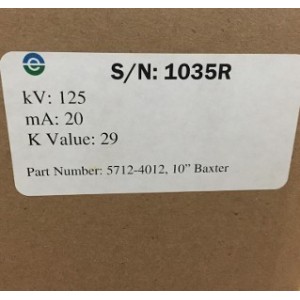 S/N: 1035R
kV: 125
mA: 20
K Value: 29
Part Number: 5712-4012, 10” Baxter